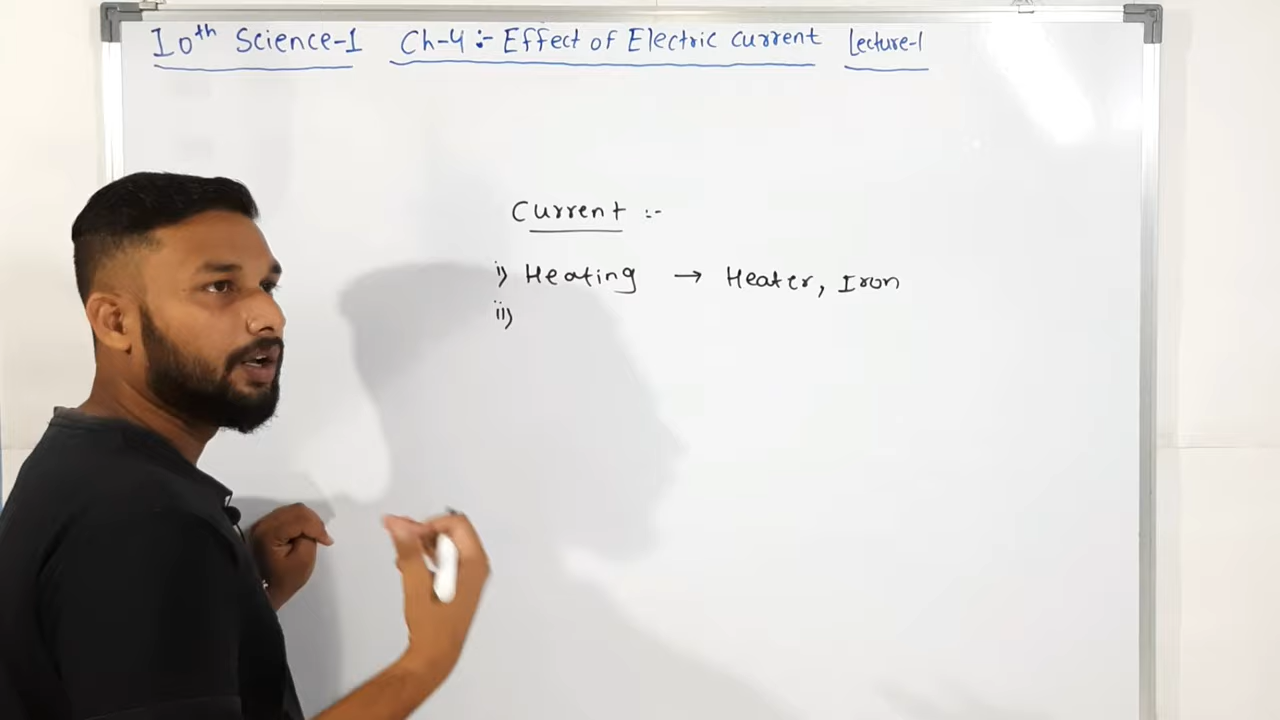 10th Science-1 Ch-4 :- Effect of Electric Current Lecture-1
Current :-
i) Heating → Heater, Iron
ii)